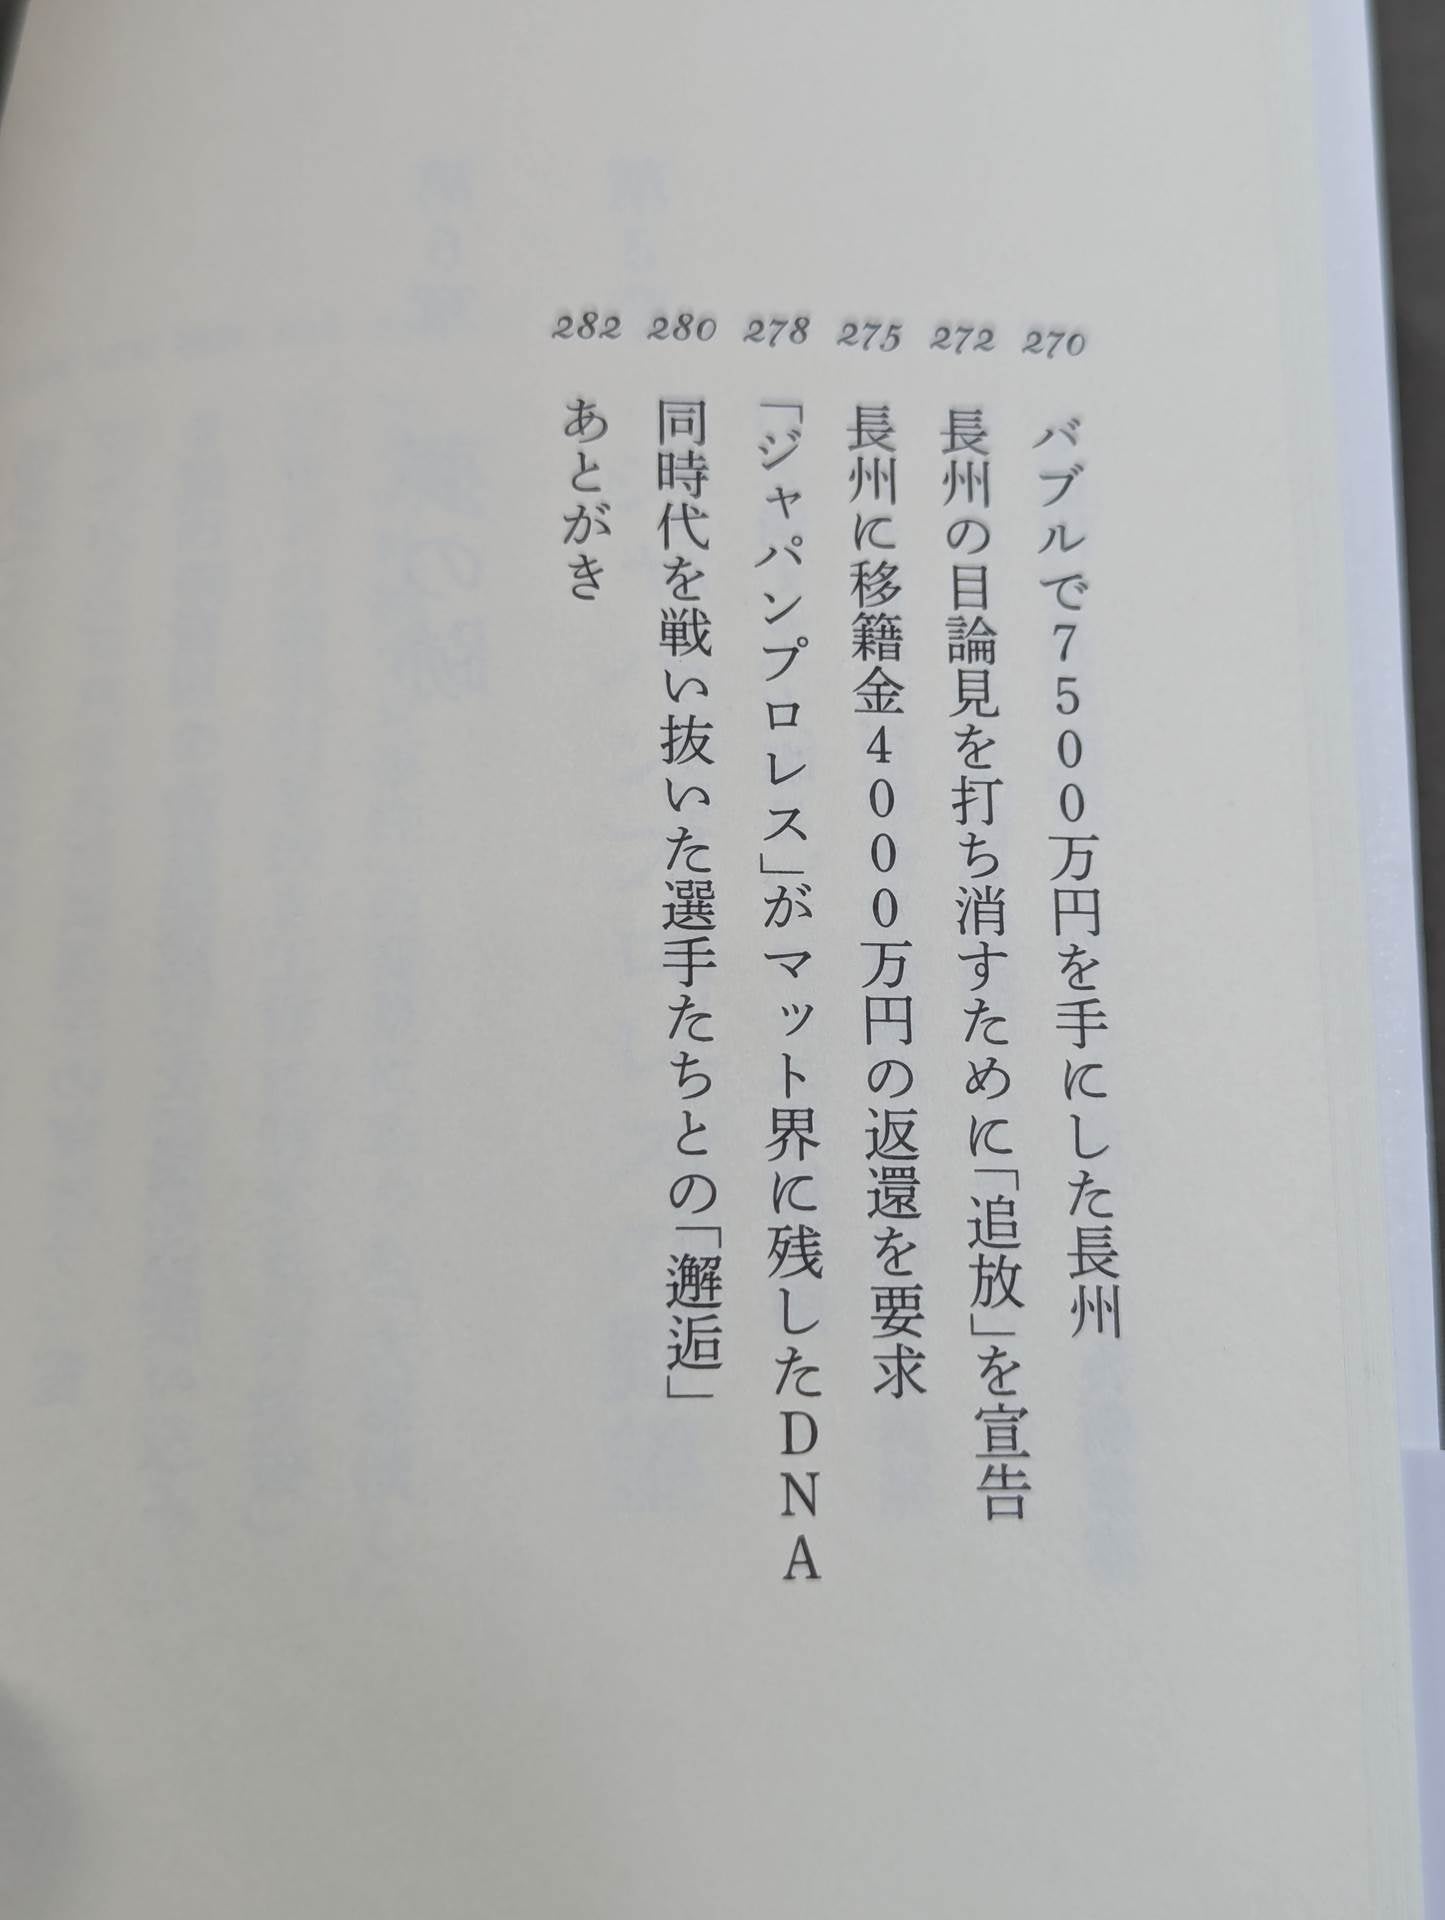 270 バブルで7500万円を手にした長州
272 長州の目論見を打ち消すために「追放」を宣告
275 長州に移籍金4000万円の返還を要求
278 「ジャパンプロレス」がマット界に残したDNA
280 同時代を戦い抜いた選手たちとの「邂逅」
282 あとがき